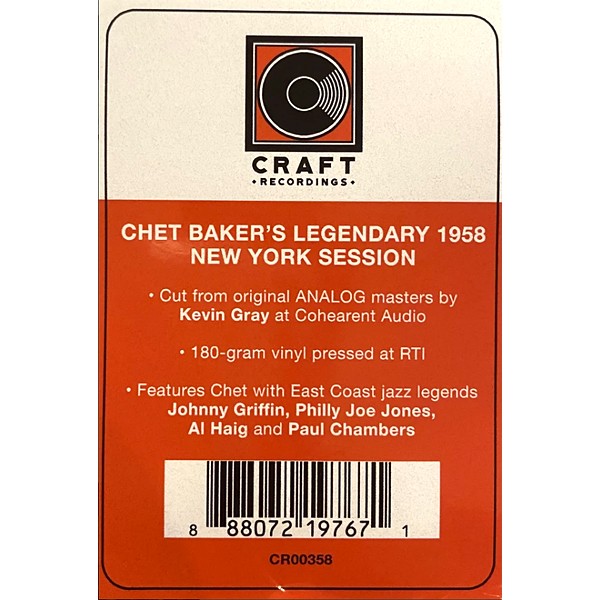 CRAFT
• RECORDINGS •
CHET BAKER'S LEGENDARY 1958
NEW YORK SESSION
• Cut from original ANALOG masters by
Kevin Gray at Cohearent Audio
• 180-gram vinyl pressed at RTI
• Features Chet with East Coast jazz legends
Johnny Griffin, Philly Joe Jones,
Al Haig and Paul Chambers
8 88072 19767 1
CR00358